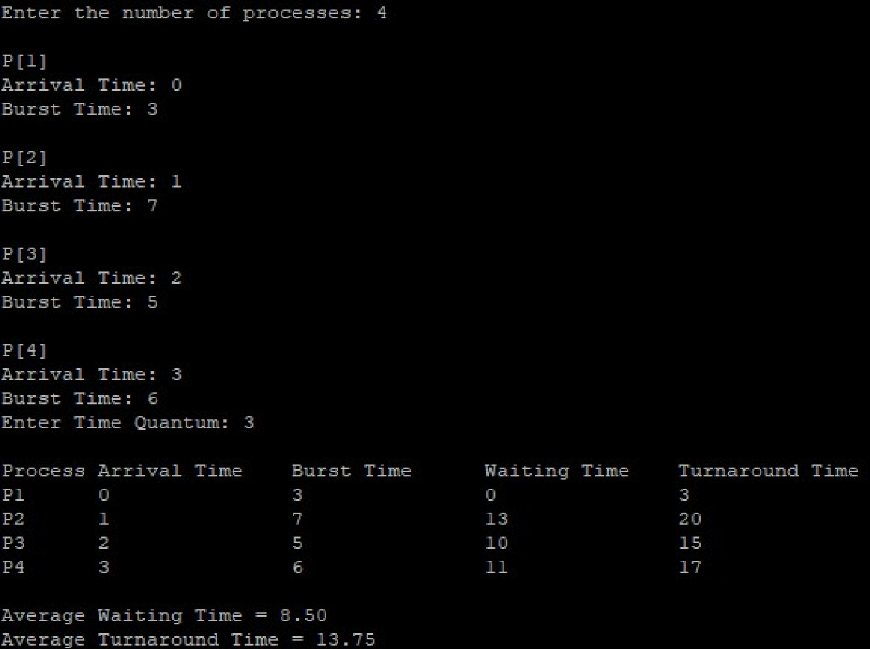 Enter the number of processes: 4
P[1]
Arrival Time: 0
Burst Time: 3
P[2]
Arrival Time: 1
Burst Time: 7
P[3]
Arrival Time: 2
Burst Time: 5
P[4]
Arrival Time: 3
Burst Time: 6
Enter Time Quantum: 3
Process Arrival Time Burst Time Waiting Time Turnaround Time
P1 0 3 0 3
P2 1 7 13 20
P3 2 5 10 15
P4 3 6 11 17
Average Waiting Time = 8.50
Average Turnaround Time = 13.75